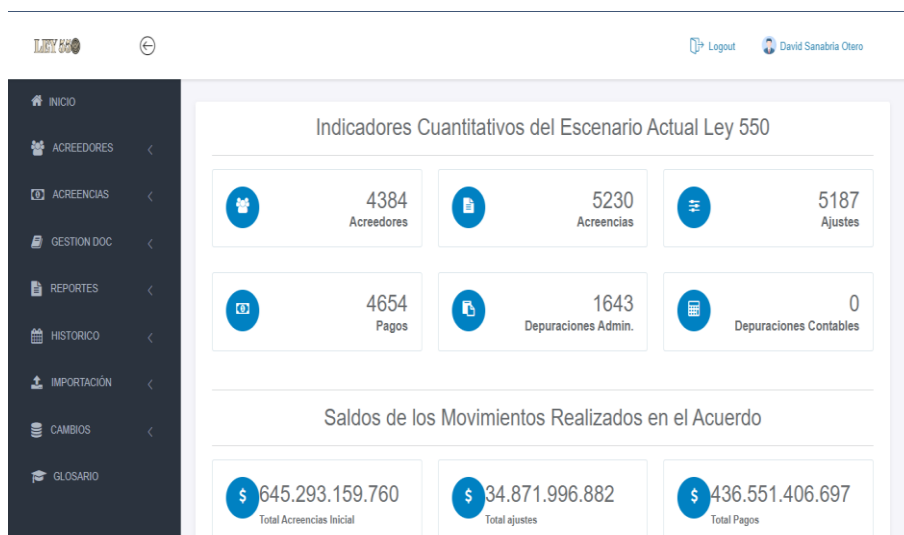 LEY 550
Logout
David Sanabria Otero
INICIO
ACREEDORES
ACREENCIAS
GESTION DOC
REPORTES
HISTORICO
IMPORTACIÓN
CAMBIOS
GLOSARIO
Indicadores Cuantitativos del Escenario Actual Ley 550
4384
Acreedores
5230
Acreencias
5187
Ajustes
4654
Pagos
1643
Depuraciones Admin.
0
Depuraciones Contables
Saldos de los Movimientos Realizados en el Acuerdo
645.293.159.760
Total Acreencias Inicial
34.871.996.882
Total ajustes
436.551.406.697
Total Pagos